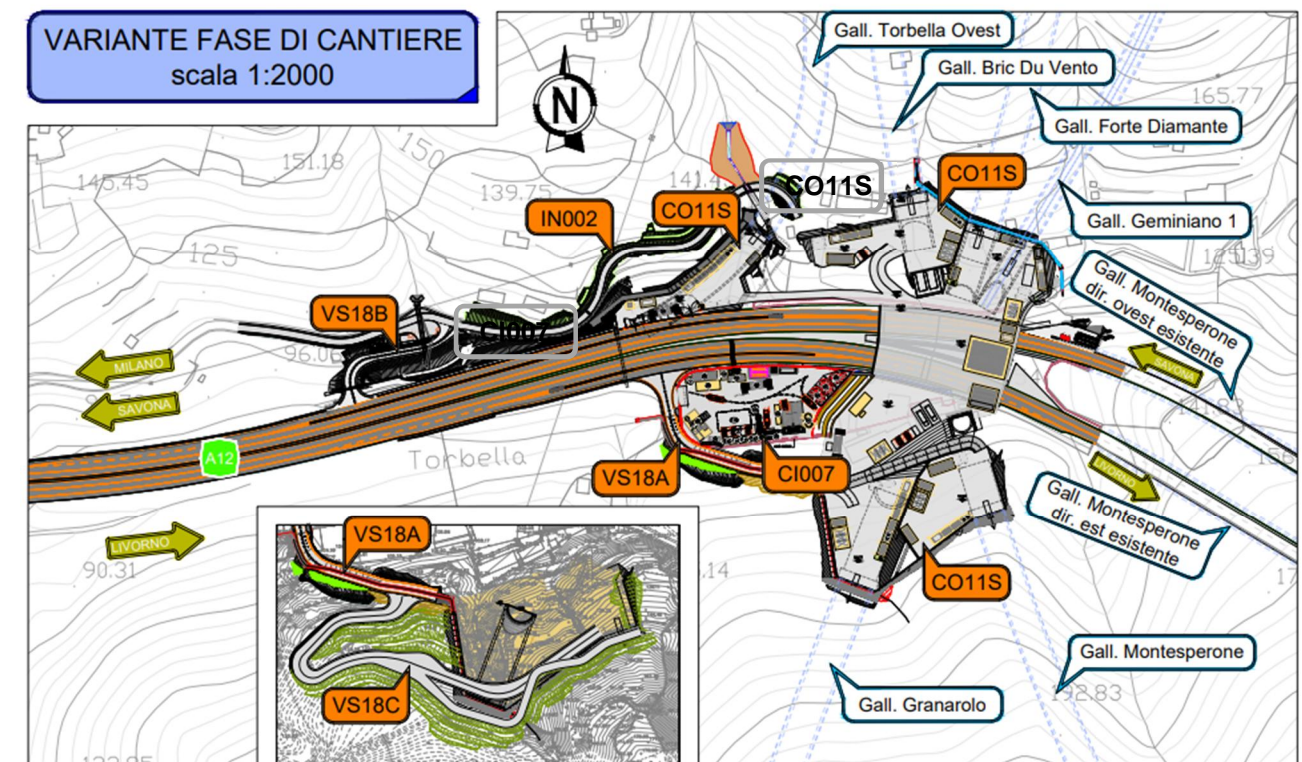 VARIANTE FASE DI CANTIERE
scala 1:2000
N
Gall. Torbella Ovest
Gall. Bric Du Vento
165.77
Gall. Forte Diamante
150
151.18
145.45
139.75
CO11S
CO11S
IN002
CO11S
Gall. Geminiano 1
125
Gall. Montesperone
dir. ovest esistente
VS18B
CI007
MILANO
SAVONA
SAVONA
A12
Torbella
VS18A
CI007
LIVORNO
Gall. Montesperone
dir. est esistente
LIVORNO
90.31
VS18A
CO11S
VS18C
Gall. Montesperone
192.83
Gall. Granarolo